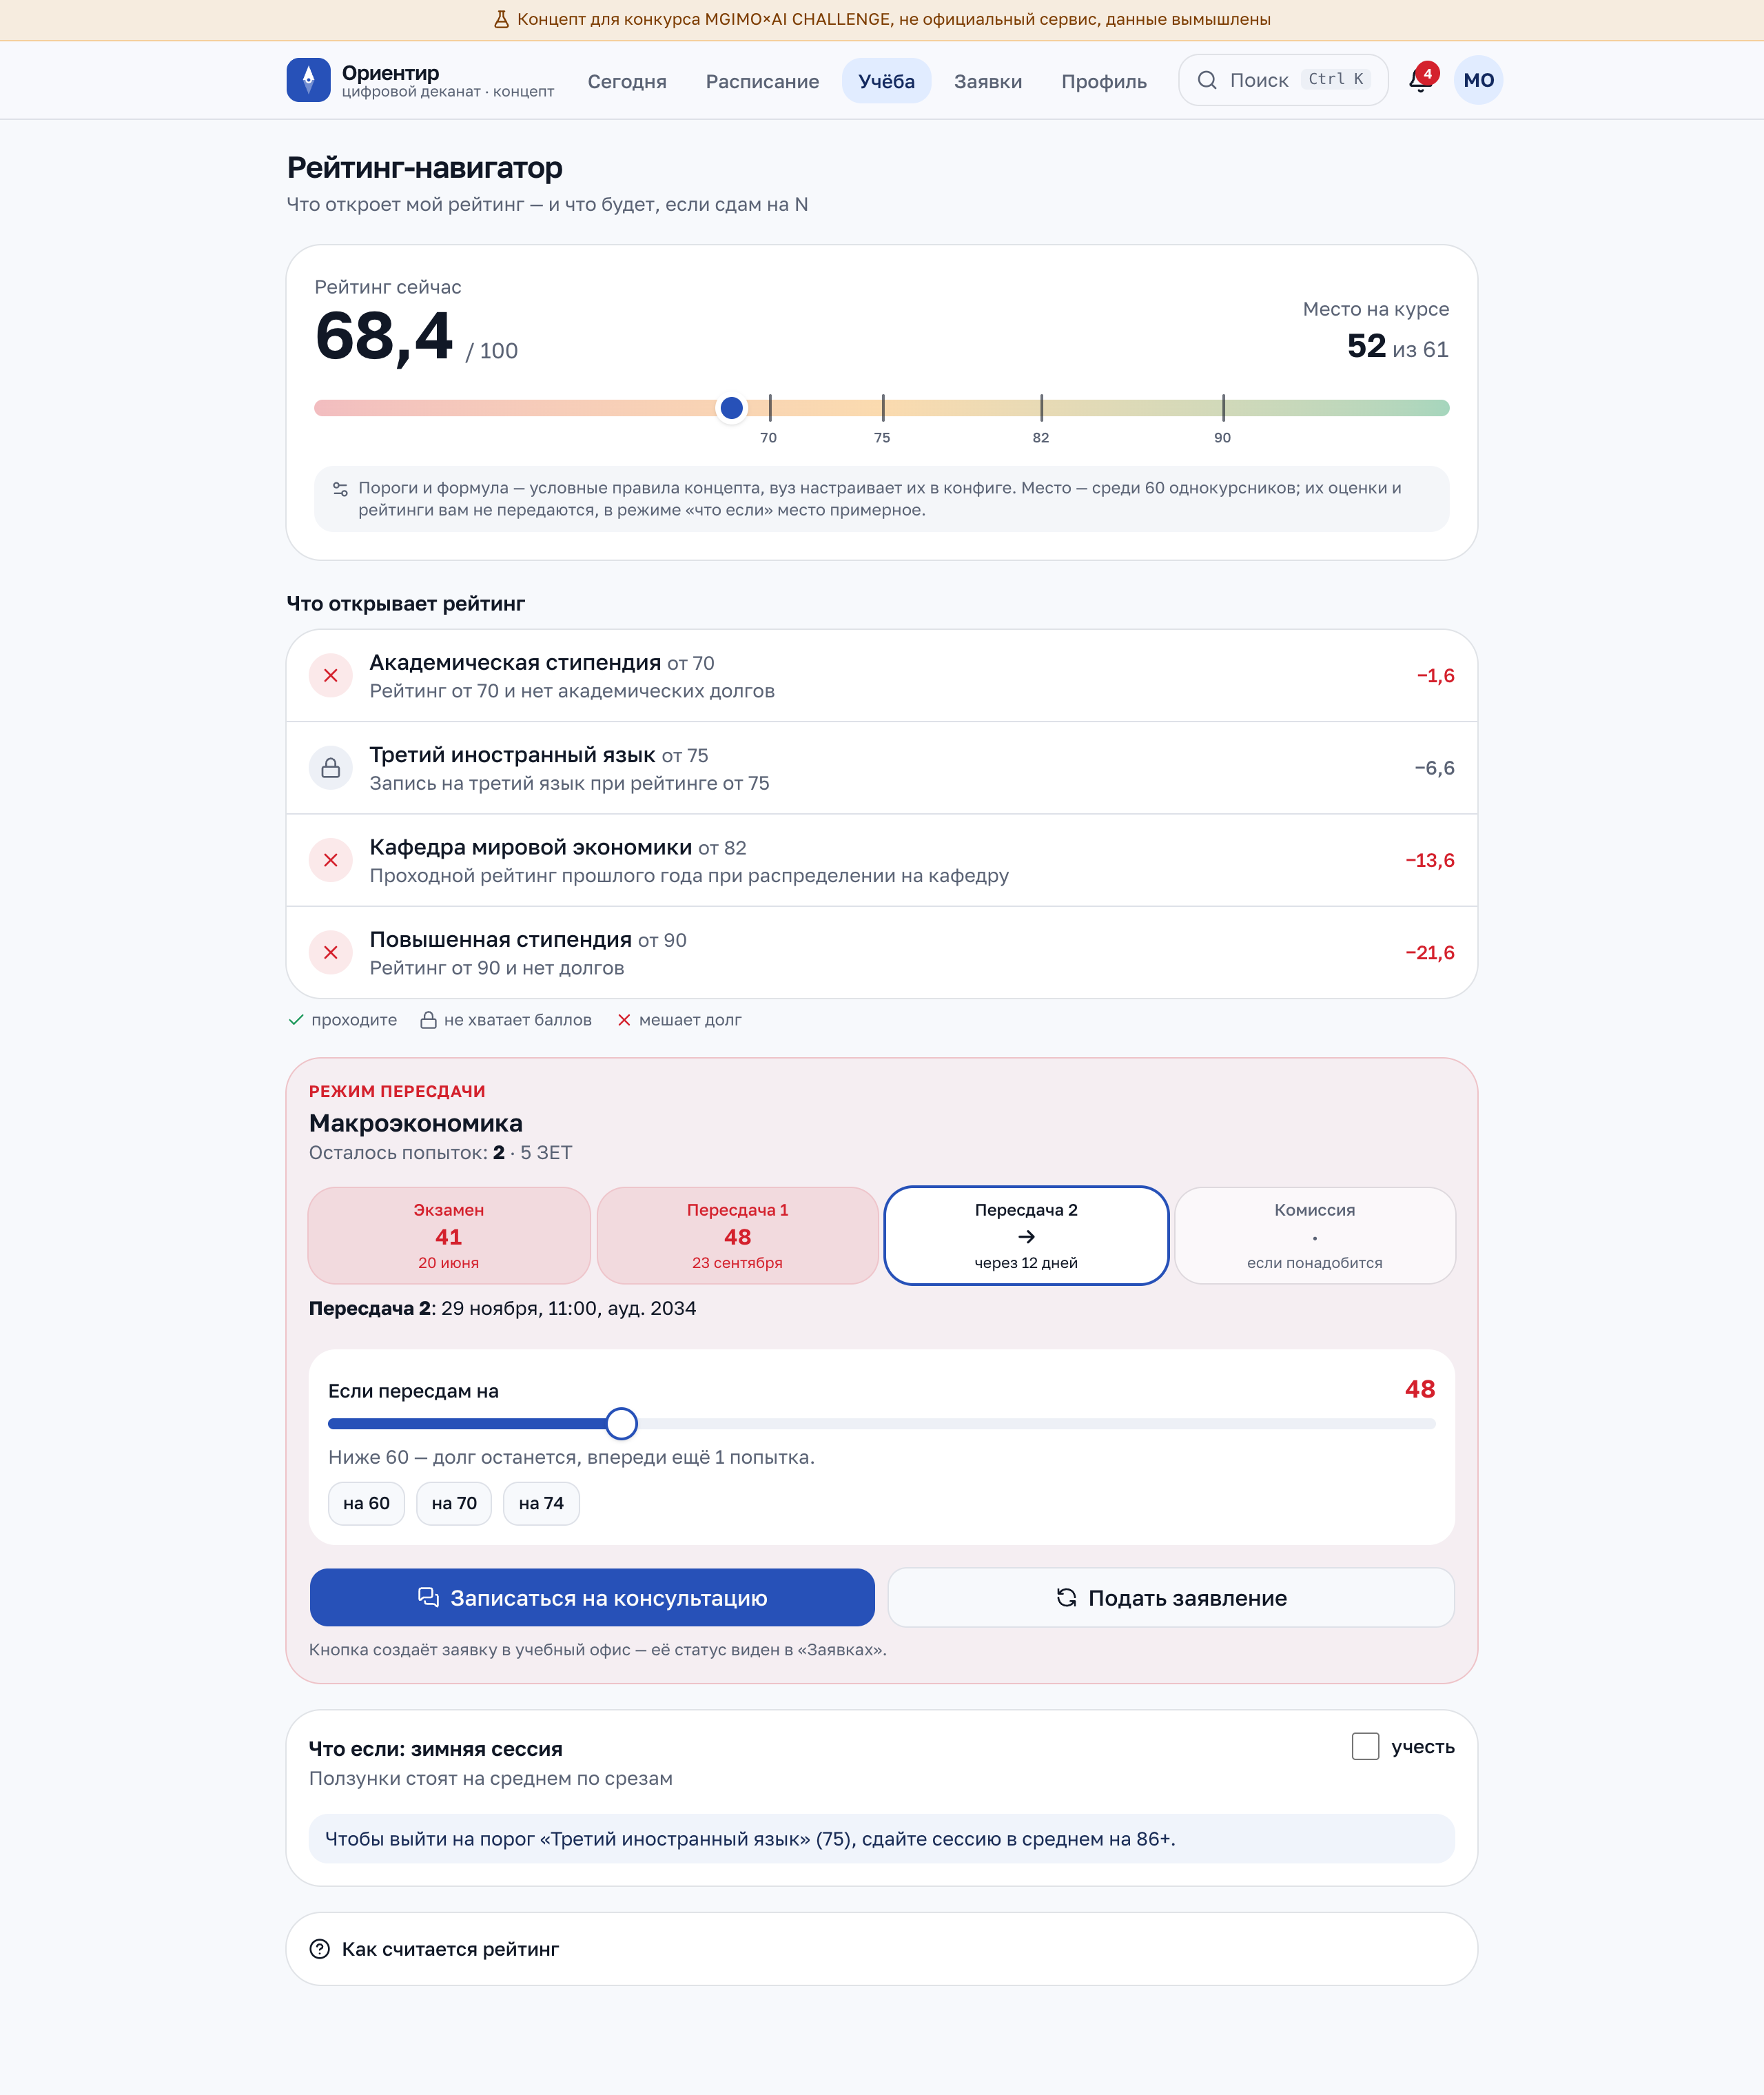 Концепт для конкурса MGIMO×AI CHALLENGE, не официальный сервис, данные вымышлены
Ориентир
цифровой деканат · концепт
Сегодня
Расписание
Учёба
Заявки
Профиль
Поиск Ctrl K
4
МО
Рейтинг-навигатор
Что откроет мой рейтинг — и что будет, если сдам на N
Рейтинг сейчас
68,4 / 100
Место на курсе
52 из 61
70 75 82 90
Пороги и формула — условные правила концепта, вуз настраивает их в конфиге. Место — среди 60 однокурсников; их оценки и
рейтинги вам не передаются, в режиме «что если» место примерное.
Что открывает рейтинг
Академическая стипендия от 70
Рейтинг от 70 и нет академических долгов
−1,6
Третий иностранный язык от 75
Запись на третий язык при рейтинге от 75
−6,6
Кафедра мировой экономики от 82
Проходной рейтинг прошлого года при распределении на кафедру
−13,6
Повышенная стипендия от 90
Рейтинг от 90 и нет долгов
−21,6
проходите не хватает баллов мешает долг
РЕЖИМ ПЕРЕСДАЧИ
Макроэкономика
Осталось попыток: 2 · 5 ЗЕТ
Экзамен
41
20 июня
Пересдача 1
48
23 сентября
Пересдача 2
→
через 12 дней
Комиссия
·
если понадобится
Пересдача 2: 29 ноября, 11:00, ауд. 2034
Если пересдам на
48
Ниже 60 — долг останется, впереди ещё 1 попытка.
на 60 на 70 на 74
Записаться на консультацию
Подать заявление
Кнопка создаёт заявку в учебный офис — её статус виден в «Заявках».
Что если: зимняя сессия
учесть
Ползунки стоят на среднем по срезам
Чтобы выйти на порог «Третий иностранный язык» (75), сдайте сессию в среднем на 86+.
Как считается рейтинг